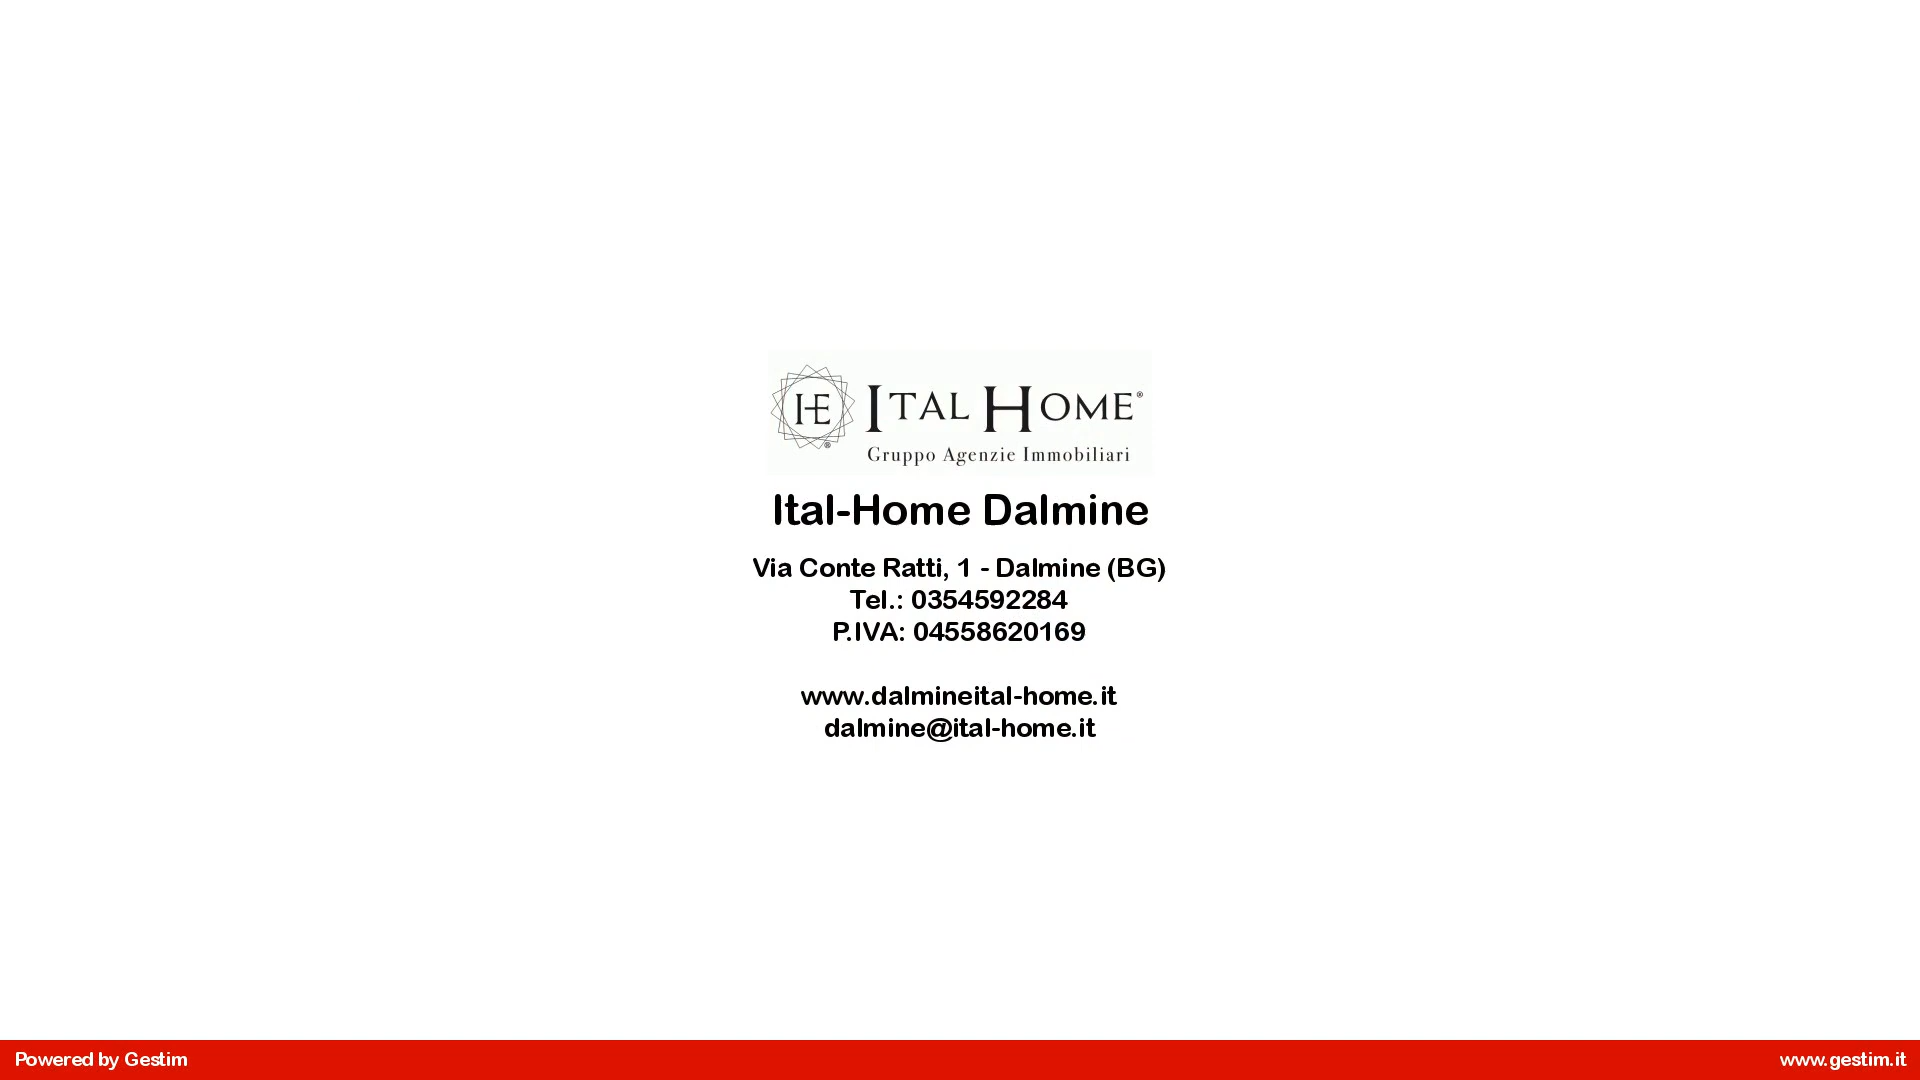 HE
ITAL HOME®
®
Gruppo Agenzie Immobiliari
Ital-Home Dalmine
Via Conte Ratti, 1 - Dalmine (BG)
Tel.: 0354592284
P.IVA: 04558620169
www.dalmineital-home.it
dalmine@ital-home.it
Powered by Gestim
www.gestim.it